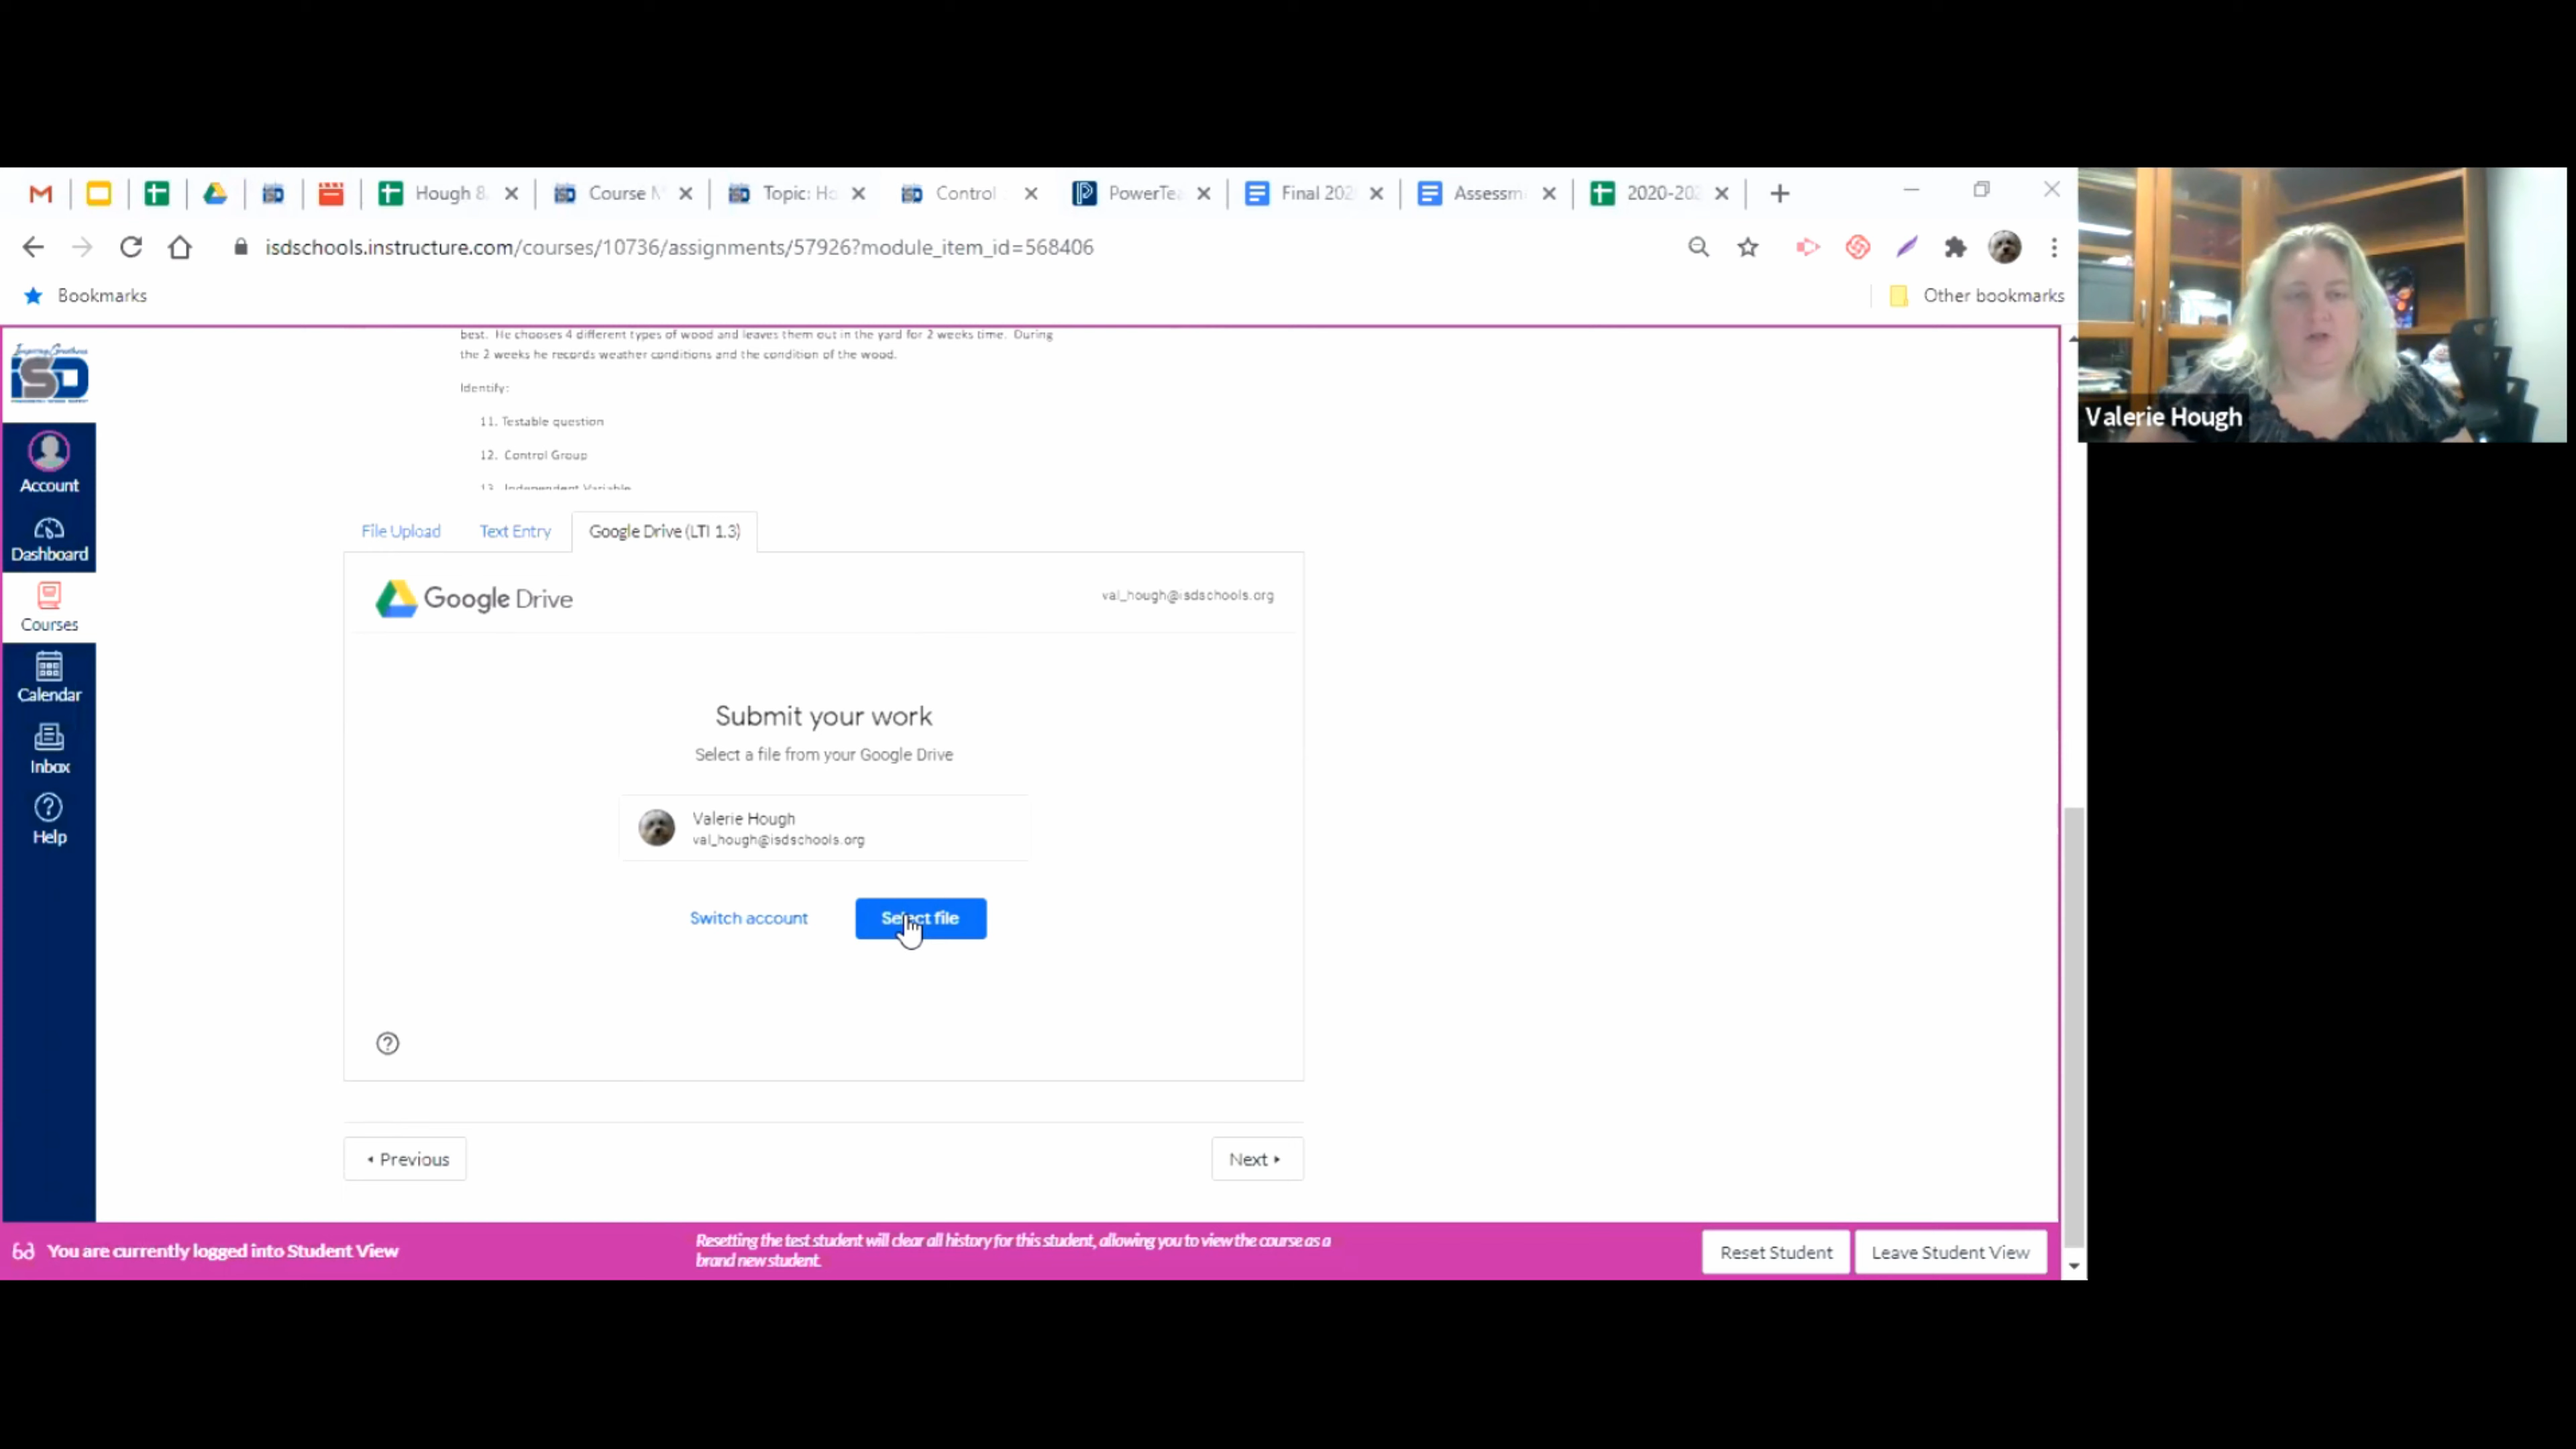 Hough 8
Course M
Topic: Ho
Control
PowerTea
Final 202
Assessm
2020-202
isdschools.instructure.com/courses/10736/assignments/57926?module_item_id=568406
Bookmarks
Other bookmarks
ISD
Account
Dashboard
Courses
Calendar
Inbox
Help
best. He chooses 4 different types of wood and leaves them out in the yard for 2 weeks time. During
the 2 weeks he records weather conditions and the condition of the wood.
Identify:
11. Testable question
12. Control Group
13. Independent Variable
File Upload
Text Entry
Google Drive (LTI 1.3)
Google Drive
val_hough@isdschools.org
Submit your work
Select a file from your Google Drive
Valerie Hough
val_hough@isdschools.org
Switch account
Select file
Previous
Next
You are currently logged into Student View
Resetting the test student will clear all history for this student, allowing you to view the course as a
brand new student.
Reset Student
Leave Student View
Valerie Hough